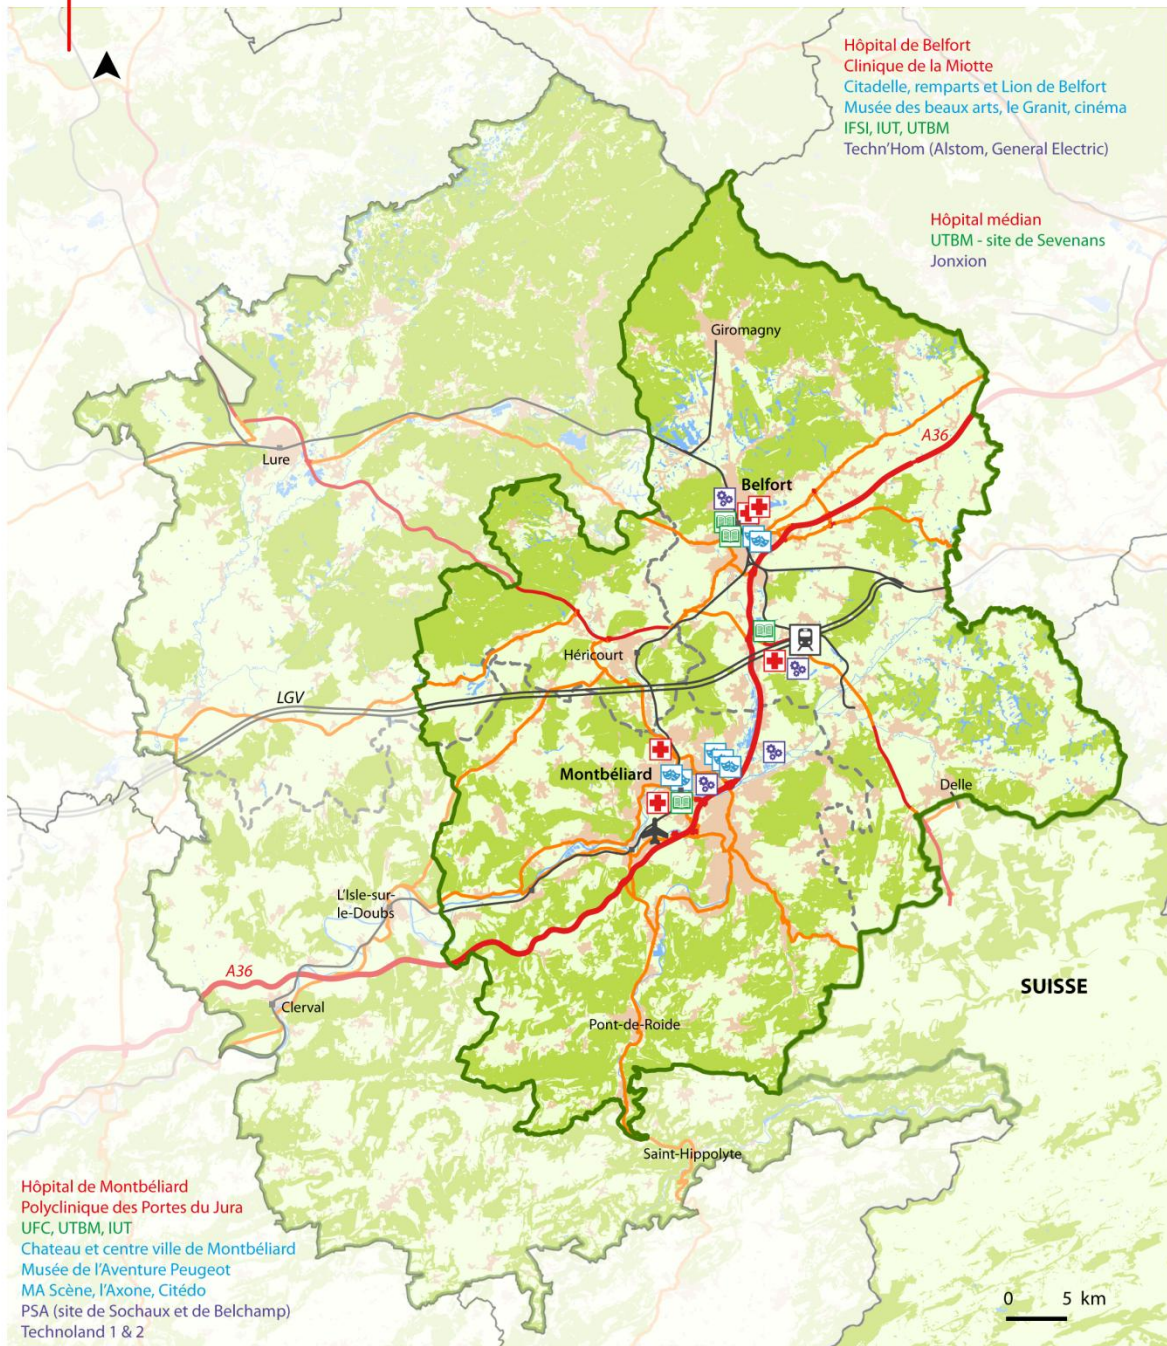 Hôpital de Belfort
Clinique de la Miotte
Citadelle, remparts et Lion de Belfort
Musée des beaux arts, le Granit, cinéma
IFSI, IUT, UTBM
Techn'Hom (Alstom, General Electric)
Hôpital médian
UTBM - site de Sevenans
Jonxion
Giromagny
A36
Lure
Belfort
Héricourt
LGV
Montbéliard
Delle
L'Isle-sur-
le-Doubs
A36
SUISSE
Clerval
Pont-de-Roide
Saint-Hippolyte
Hôpital de Montbéliard
Polyclinique des Portes du Jura
UFC, UTBM, IUT
Chateau et centre ville de Montbéliard
Musée de l'Aventure Peugeot
MA Scène, l'Axone, Citédo
PSA (site de Sochaux et de Belchamp)
Technoland 1 & 2
0 5 km